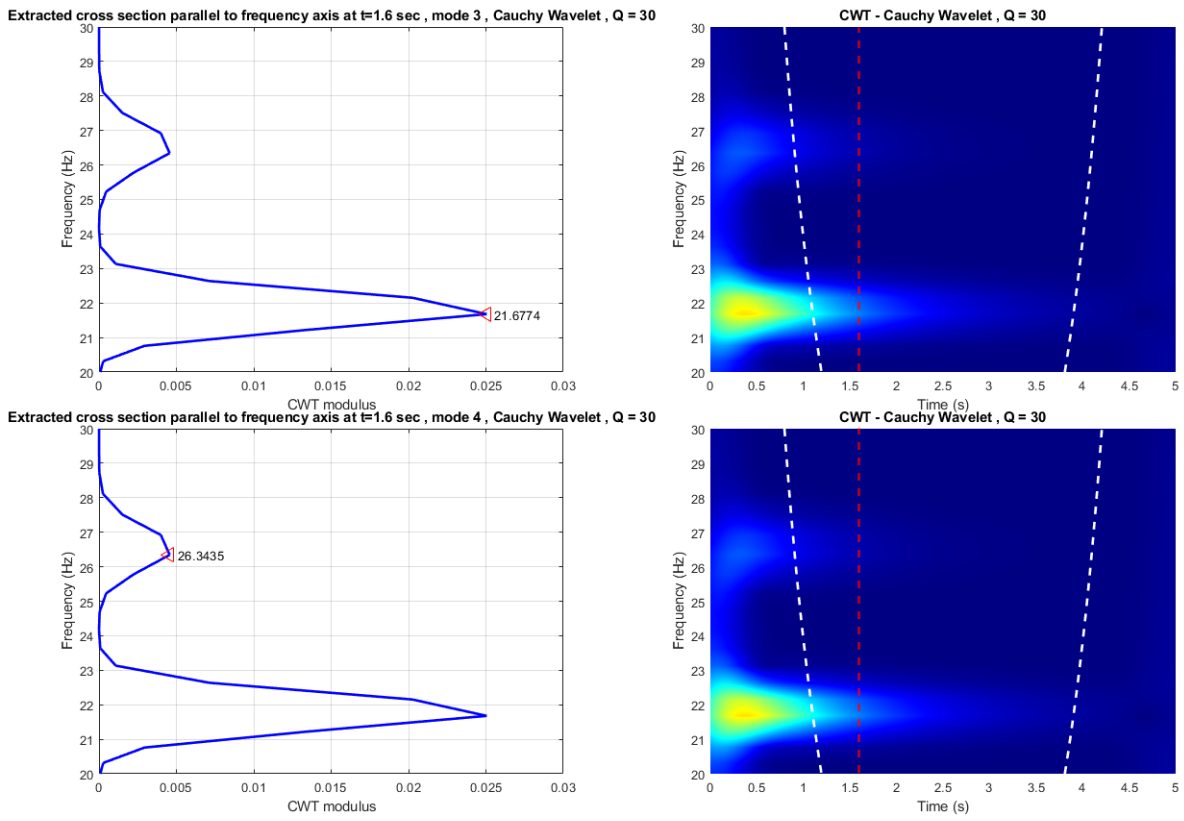 Extracted cross section parallel to frequency axis at t=1.6 sec , mode 3 , Cauchy Wavelet , Q = 30
30
29
28
27
26
25
24
23
22
21
20
Frequency (Hz)
21.6774
0 0.005 0.01 0.015 0.02 0.025 0.03
CWT modulus
CWT - Cauchy Wavelet , Q = 30
30
29
28
27
26
25
24
23
22
21
20
Frequency (Hz)
0 0.5 1 1.5 2 2.5 3 3.5 4 4.5 5
Time (s)
Extracted cross section parallel to frequency axis at t=1.6 sec , mode 4 , Cauchy Wavelet , Q = 30
30
29
28
27
26
25
24
23
22
21
20
Frequency (Hz)
26.3435
0 0.005 0.01 0.015 0.02 0.025 0.03
CWT modulus
CWT - Cauchy Wavelet , Q = 30
30
29
28
27
26
25
24
23
22
21
20
Frequency (Hz)
0 0.5 1 1.5 2 2.5 3 3.5 4 4.5 5
Time (s)